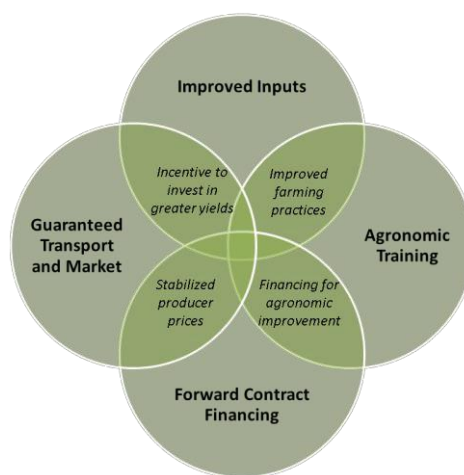 Improved Inputs
Incentive to
invest in
greater yields
Improved
farming
practices
Guaranteed
Transport
and Market
Agronomic
Training
Stabilized
producer
prices
Financing for
agronomic
improvement
Forward Contract
Financing